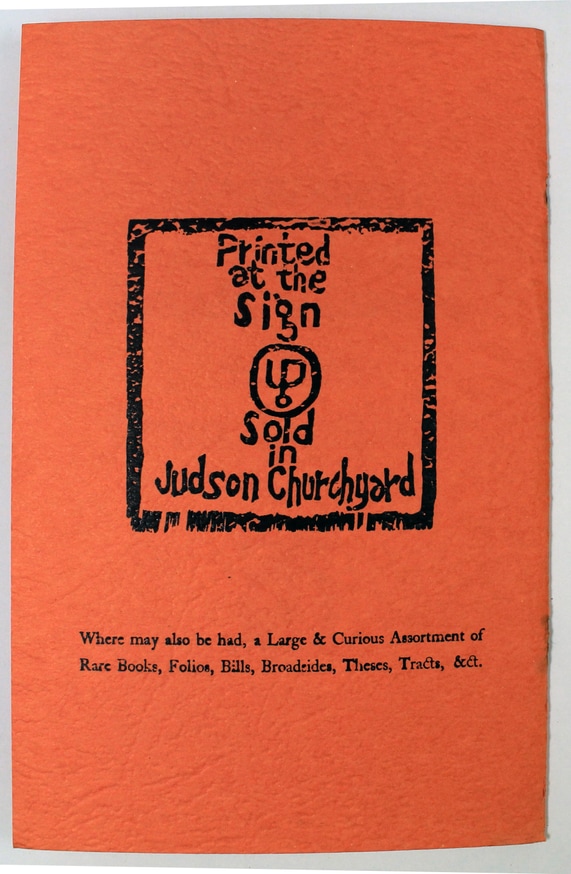 Printed
at the
Sign
Sold
in
Judson Churchyard
Where may also be had, a Large & Curious Assortment of
Rare Books, Folios, Bills, Broadsides, Theses, Tracts, &ct.